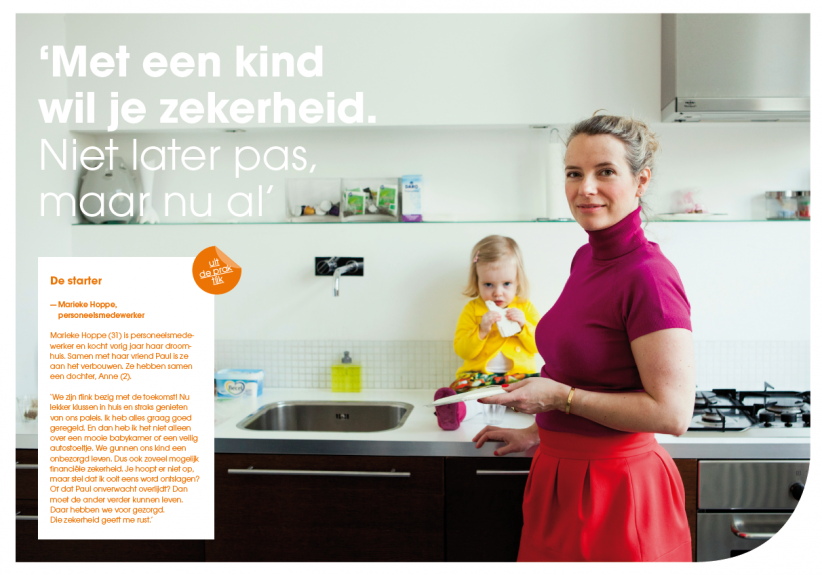 ‘Met een kind
wil je zekerheid.
Niet later pas,
maar nu al’
uit
de prak
tijk
De starter
— Marieke Hoppe,
personeelsmedewerker
Marieke Hoppe (31) is personeelsmede-
werker en kocht vorig jaar haar droom-
huis. Samen met haar vriend Paul is ze
aan het verbouwen. Ze hebben samen
een dochter, Anne (2).
‘We zijn flink bezig met de toekomst! Nu
lekker klussen in huis en straks genieten
van ons paleis. Ik heb alles graag goed
geregeld. En dan heb ik het niet alleen
over een mooie babykamer of een veilig
autostoeltje. We gunnen ons kind een
onbezorgd leven. Dus ook zoveel mogelijk
financiële zekerheid. Je hoopt er niet op,
maar stel dat ik ooit eens word ontslagen?
Of dat Paul onverwacht overlijdt? Dan
moet de ander verder kunnen leven.
Daar hebben we voor gezorgd.
Die zekerheid geeft me rust.’